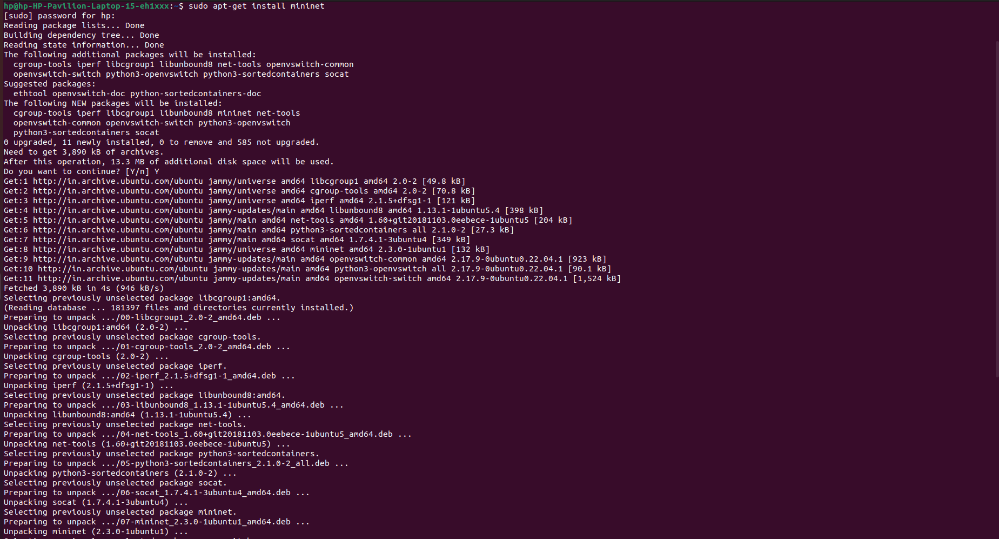 hp@hp-HP-Pavilion-Laptop-15-eh1xxx:~$ sudo apt-get install mininet
[sudo] password for hp:
Reading package lists... Done
Building dependency tree... Done
Reading state information... Done
The following additional packages will be installed:
  cgroup-tools iperf libcgroup1 libunbound8 net-tools openvswitch-common
  openvswitch-switch python3-openvswitch python3-sortedcontainers socat
Suggested packages:
  ethtool openvswitch-doc python-sortedcontainers-doc
The following NEW packages will be installed:
  cgroup-tools iperf libcgroup1 libunbound8 mininet net-tools
  openvswitch-common openvswitch-switch python3-openvswitch
  python3-sortedcontainers socat
0 upgraded, 11 newly installed, 0 to remove and 585 not upgraded.
Need to get 3,890 kB of archives.
After this operation, 13.3 MB of additional disk space will be used.
Do you want to continue? [Y/n] Y
Get:1 http://in.archive.ubuntu.com/ubuntu jammy/universe amd64 libcgroup1 amd64 2.0-2 [49.8 kB]
Get:2 http://in.archive.ubuntu.com/ubuntu jammy/universe amd64 cgroup-tools amd64 2.0-2 [70.8 kB]
Get:3 http://in.archive.ubuntu.com/ubuntu jammy/universe amd64 iperf amd64 2.1.5+dfsg1-1 [121 kB]
Get:4 http://in.archive.ubuntu.com/ubuntu jammy-updates/main amd64 libunbound8 amd64 1.13.1-1ubuntu5.4 [398 kB]
Get:5 http://in.archive.ubuntu.com/ubuntu jammy/main amd64 net-tools amd64 1.60+git20181103.0eebece-1ubuntu5 [204 kB]
Get:6 http://in.archive.ubuntu.com/ubuntu jammy/main amd64 python3-sortedcontainers all 2.1.0-2 [27.3 kB]
Get:7 http://in.archive.ubuntu.com/ubuntu jammy/main amd64 socat amd64 1.7.4.1-3ubuntu4 [349 kB]
Get:8 http://in.archive.ubuntu.com/ubuntu jammy/universe amd64 mininet amd64 2.3.0-1ubuntu1 [132 kB]
Get:9 http://in.archive.ubuntu.com/ubuntu jammy-updates/main amd64 openvswitch-common amd64 2.17.9-0ubuntu0.22.04.1 [923 kB]
Get:10 http://in.archive.ubuntu.com/ubuntu jammy-updates/main amd64 python3-openvswitch all 2.17.9-0ubuntu0.22.04.1 [90.1 kB]
Get:11 http://in.archive.ubuntu.com/ubuntu jammy-updates/main amd64 openvswitch-switch amd64 2.17.9-0ubuntu0.22.04.1 [1,524 kB]
Fetched 3,890 kB in 4s (946 kB/s)
Selecting previously unselected package libcgroup1:amd64.
(Reading database ... 181397 files and directories currently installed.)
Preparing to unpack .../00-libcgroup1_2.0-2_amd64.deb ...
Unpacking libcgroup1:amd64 (2.0-2) ...
Selecting previously unselected package cgroup-tools.
Preparing to unpack .../01-cgroup-tools_2.0-2_amd64.deb ...
Unpacking cgroup-tools (2.0-2) ...
Selecting previously unselected package iperf.
Preparing to unpack .../02-iperf_2.1.5+dfsg1-1_amd64.deb ...
Unpacking iperf (2.1.5+dfsg1-1) ...
Selecting previously unselected package libunbound8:amd64.
Preparing to unpack .../03-libunbound8_1.13.1-1ubuntu5.4_amd64.deb ...
Unpacking libunbound8:amd64 (1.13.1-1ubuntu5.4) ...
Selecting previously unselected package net-tools.
Preparing to unpack .../04-net-tools_1.60+git20181103.0eebece-1ubuntu5_amd64.deb ...
Unpacking net-tools (1.60+git20181103.0eebece-1ubuntu5) ...
Selecting previously unselected package python3-sortedcontainers.
Preparing to unpack .../05-python3-sortedcontainers_2.1.0-2_all.deb ...
Unpacking python3-sortedcontainers (2.1.0-2) ...
Selecting previously unselected package socat.
Preparing to unpack .../06-socat_1.7.4.1-3ubuntu4_amd64.deb ...
Unpacking socat (1.7.4.1-3ubuntu4) ...
Selecting previously unselected package mininet.
Preparing to unpack .../07-mininet_2.3.0-1ubuntu1_amd64.deb ...
Unpacking mininet (2.3.0-1ubuntu1) ...